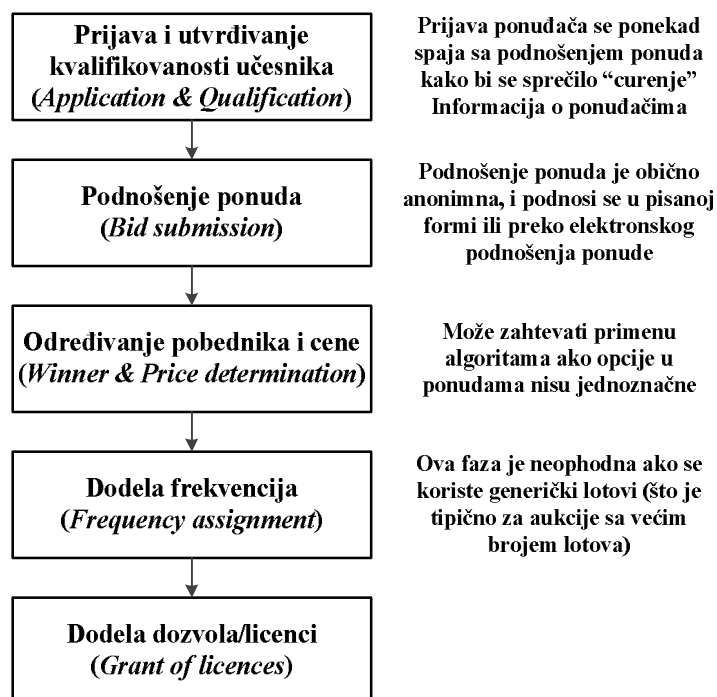 Prijava i utvrđivanje
kvalifikovanosti učesnika
(Application & Qualification)
Prijava ponuđača se ponekad
spaja sa podnošenjem ponuda
kako bi se sprečilo “curenje”
Informacija o ponuđačima
Podnošenje ponuda
(Bid submission)
Podnošenje ponuda je obično
anonimna, i podnosi se u pisanoj
formi ili preko elektronskog
podnošenja ponude
Određivanje pobednika i cene
(Winner & Price determination)
Može zahtevati primenu
algoritama ako opcije u
ponudama nisu jednoznačne
Dodela frekvencija
(Frequency assignment)
Ova faza je neophodna ako se
koriste generički lotovi (što je
tipično za aukcije sa većim
brojem lotova)
Dodela dozvola/licenci
(Grant of licences)